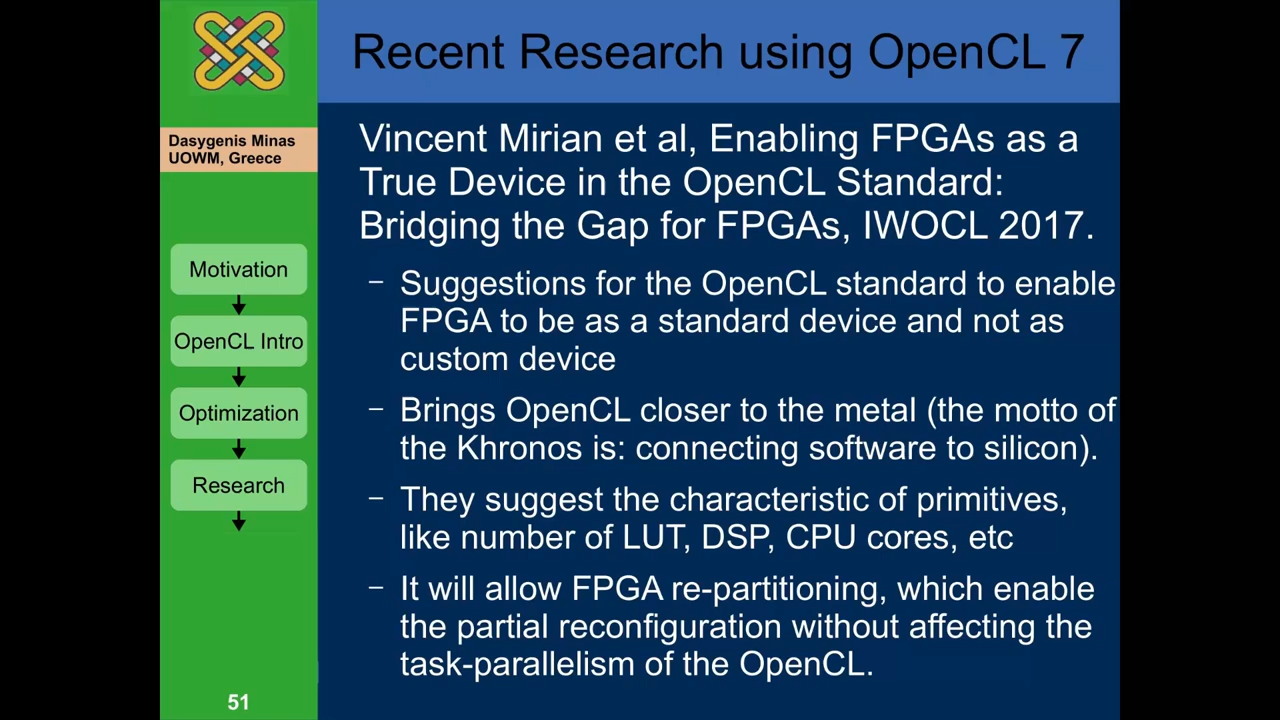 Recent Research using OpenCL 7
Dasygenis Minas
UOWM, Greece
Motivation
OpenCL Intro
Optimization
Research
51
Vincent Mirian et al, Enabling FPGAs as a
True Device in the OpenCL Standard:
Bridging the Gap for FPGAs, IWOCL 2017.
– Suggestions for the OpenCL standard to enable
FPGA to be as a standard device and not as
custom device
– Brings OpenCL closer to the metal (the motto of
the Khronos is: connecting software to silicon).
– They suggest the characteristic of primitives,
like number of LUT, DSP, CPU cores, etc
– It will allow FPGA re-partitioning, which enable
the partial reconfiguration without affecting the
task-parallelism of the OpenCL.